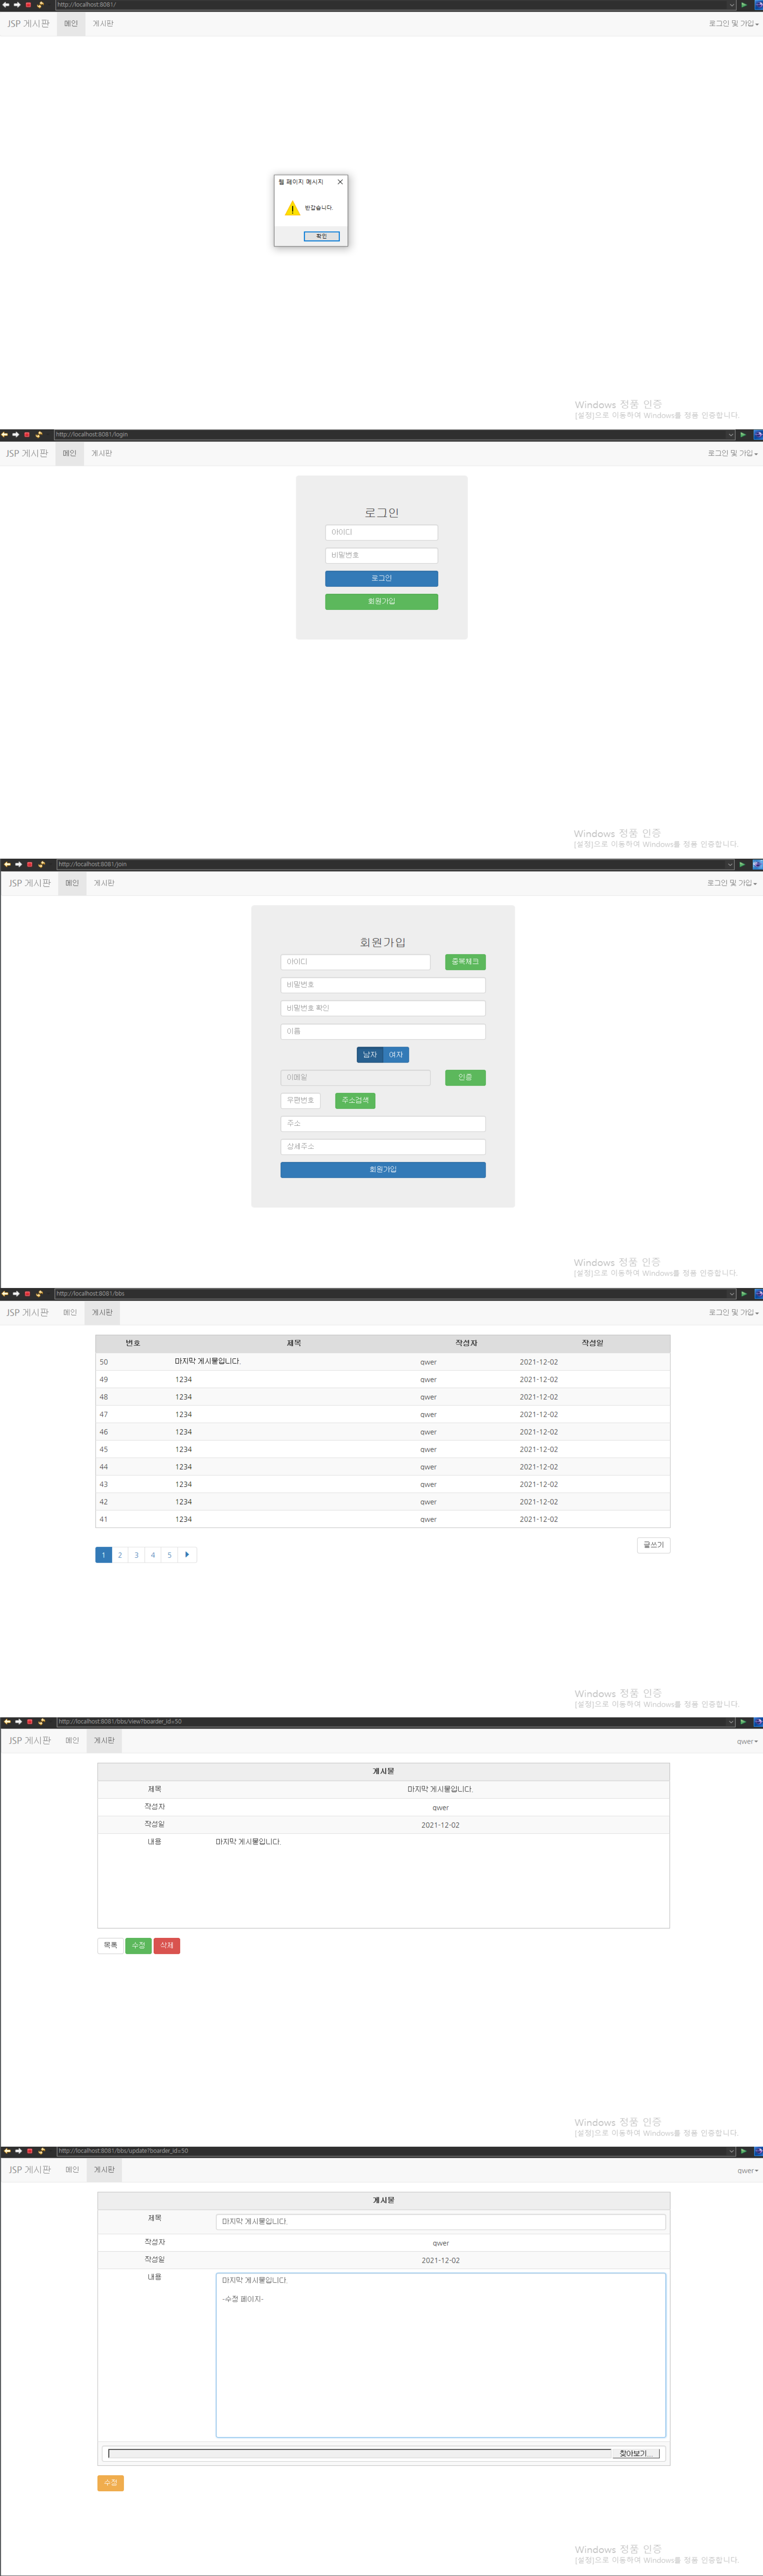 http://localhost:8081/
JSP 게시판 메인 게시판 로그인 및 가입
웹 페이지 메시지
반갑습니다.
확인
Windows 정품 인증
[설정]으로 이동하여 Windows를 정품 인증합니다.
http://localhost:8081/login
JSP 게시판 메인 게시판 로그인 및 가입
로그인
아이디
비밀번호
로그인
회원가입
Windows 정품 인증
[설정]으로 이동하여 Windows를 정품 인증합니다.
http://localhost:8081/join
JSP 게시판 메인 게시판 로그인 및 가입
회원가입
아이디 중복체크
비밀번호
비밀번호 확인
이름
남자 여자
이메일 인증
우편번호 주소검색
주소
상세주소
회원가입
Windows 정품 인증
[설정]으로 이동하여 Windows를 정품 인증합니다.
http://localhost:8081/bbs
JSP 게시판 메인 게시판 로그인 및 가입
번호 제목 작성자 작성일
50 마지막 게시물입니다. qwer 2021-12-02
49 1234 qwer 2021-12-02
48 1234 qwer 2021-12-02
47 1234 qwer 2021-12-02
46 1234 qwer 2021-12-02
45 1234 qwer 2021-12-02
44 1234 qwer 2021-12-02
43 1234 qwer 2021-12-02
42 1234 qwer 2021-12-02
41 1234 qwer 2021-12-02
글쓰기
1 2 3 4 5
Windows 정품 인증
[설정]으로 이동하여 Windows를 정품 인증합니다.
http://localhost:8081/bbs/view?boarder_id=50
JSP 게시판 메인 게시판 qwer
게시물
제목 마지막 게시물입니다.
작성자 qwer
작성일 2021-12-02
내용 마지막 게시물입니다.
목록 수정 삭제
Windows 정품 인증
[설정]으로 이동하여 Windows를 정품 인증합니다.
http://localhost:8081/bbs/update?boarder_id=50
JSP 게시판 메인 게시판 qwer
게시물
제목 마지막 게시물입니다.
작성자 qwer
작성일 2021-12-02
내용 마지막 게시물입니다.
-수정 페이지-
찾아보기...
수정
Windows 정품 인증
[설정]으로 이동하여 Windows를 정품 인증합니다.